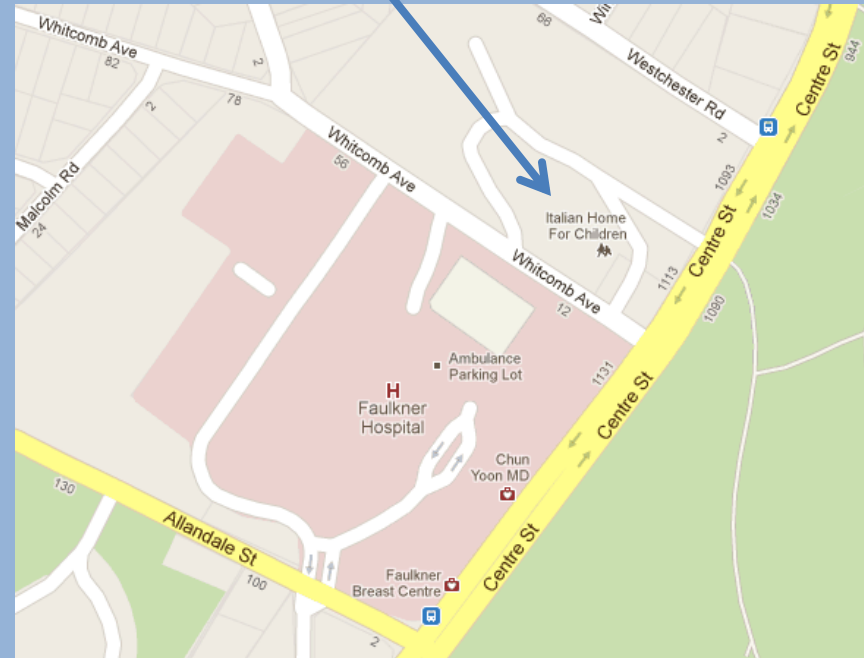 Whitcomb Ave
82
2
78
66
Wi
Westchester Rd
2
Centre St
944
Malcolm Rd
2
24
Whitcomb Ave
56
Italian Home
For Children
1093
1034
Centre St
Whitcomb Ave
12
1113
1090
Ambulance
Parking Lot
1131
H
Faulkner
Hospital
Centre St
Chun
Yoon MD
130
Allandale St
100
Centre St
Faulkner
Breast Centre
2